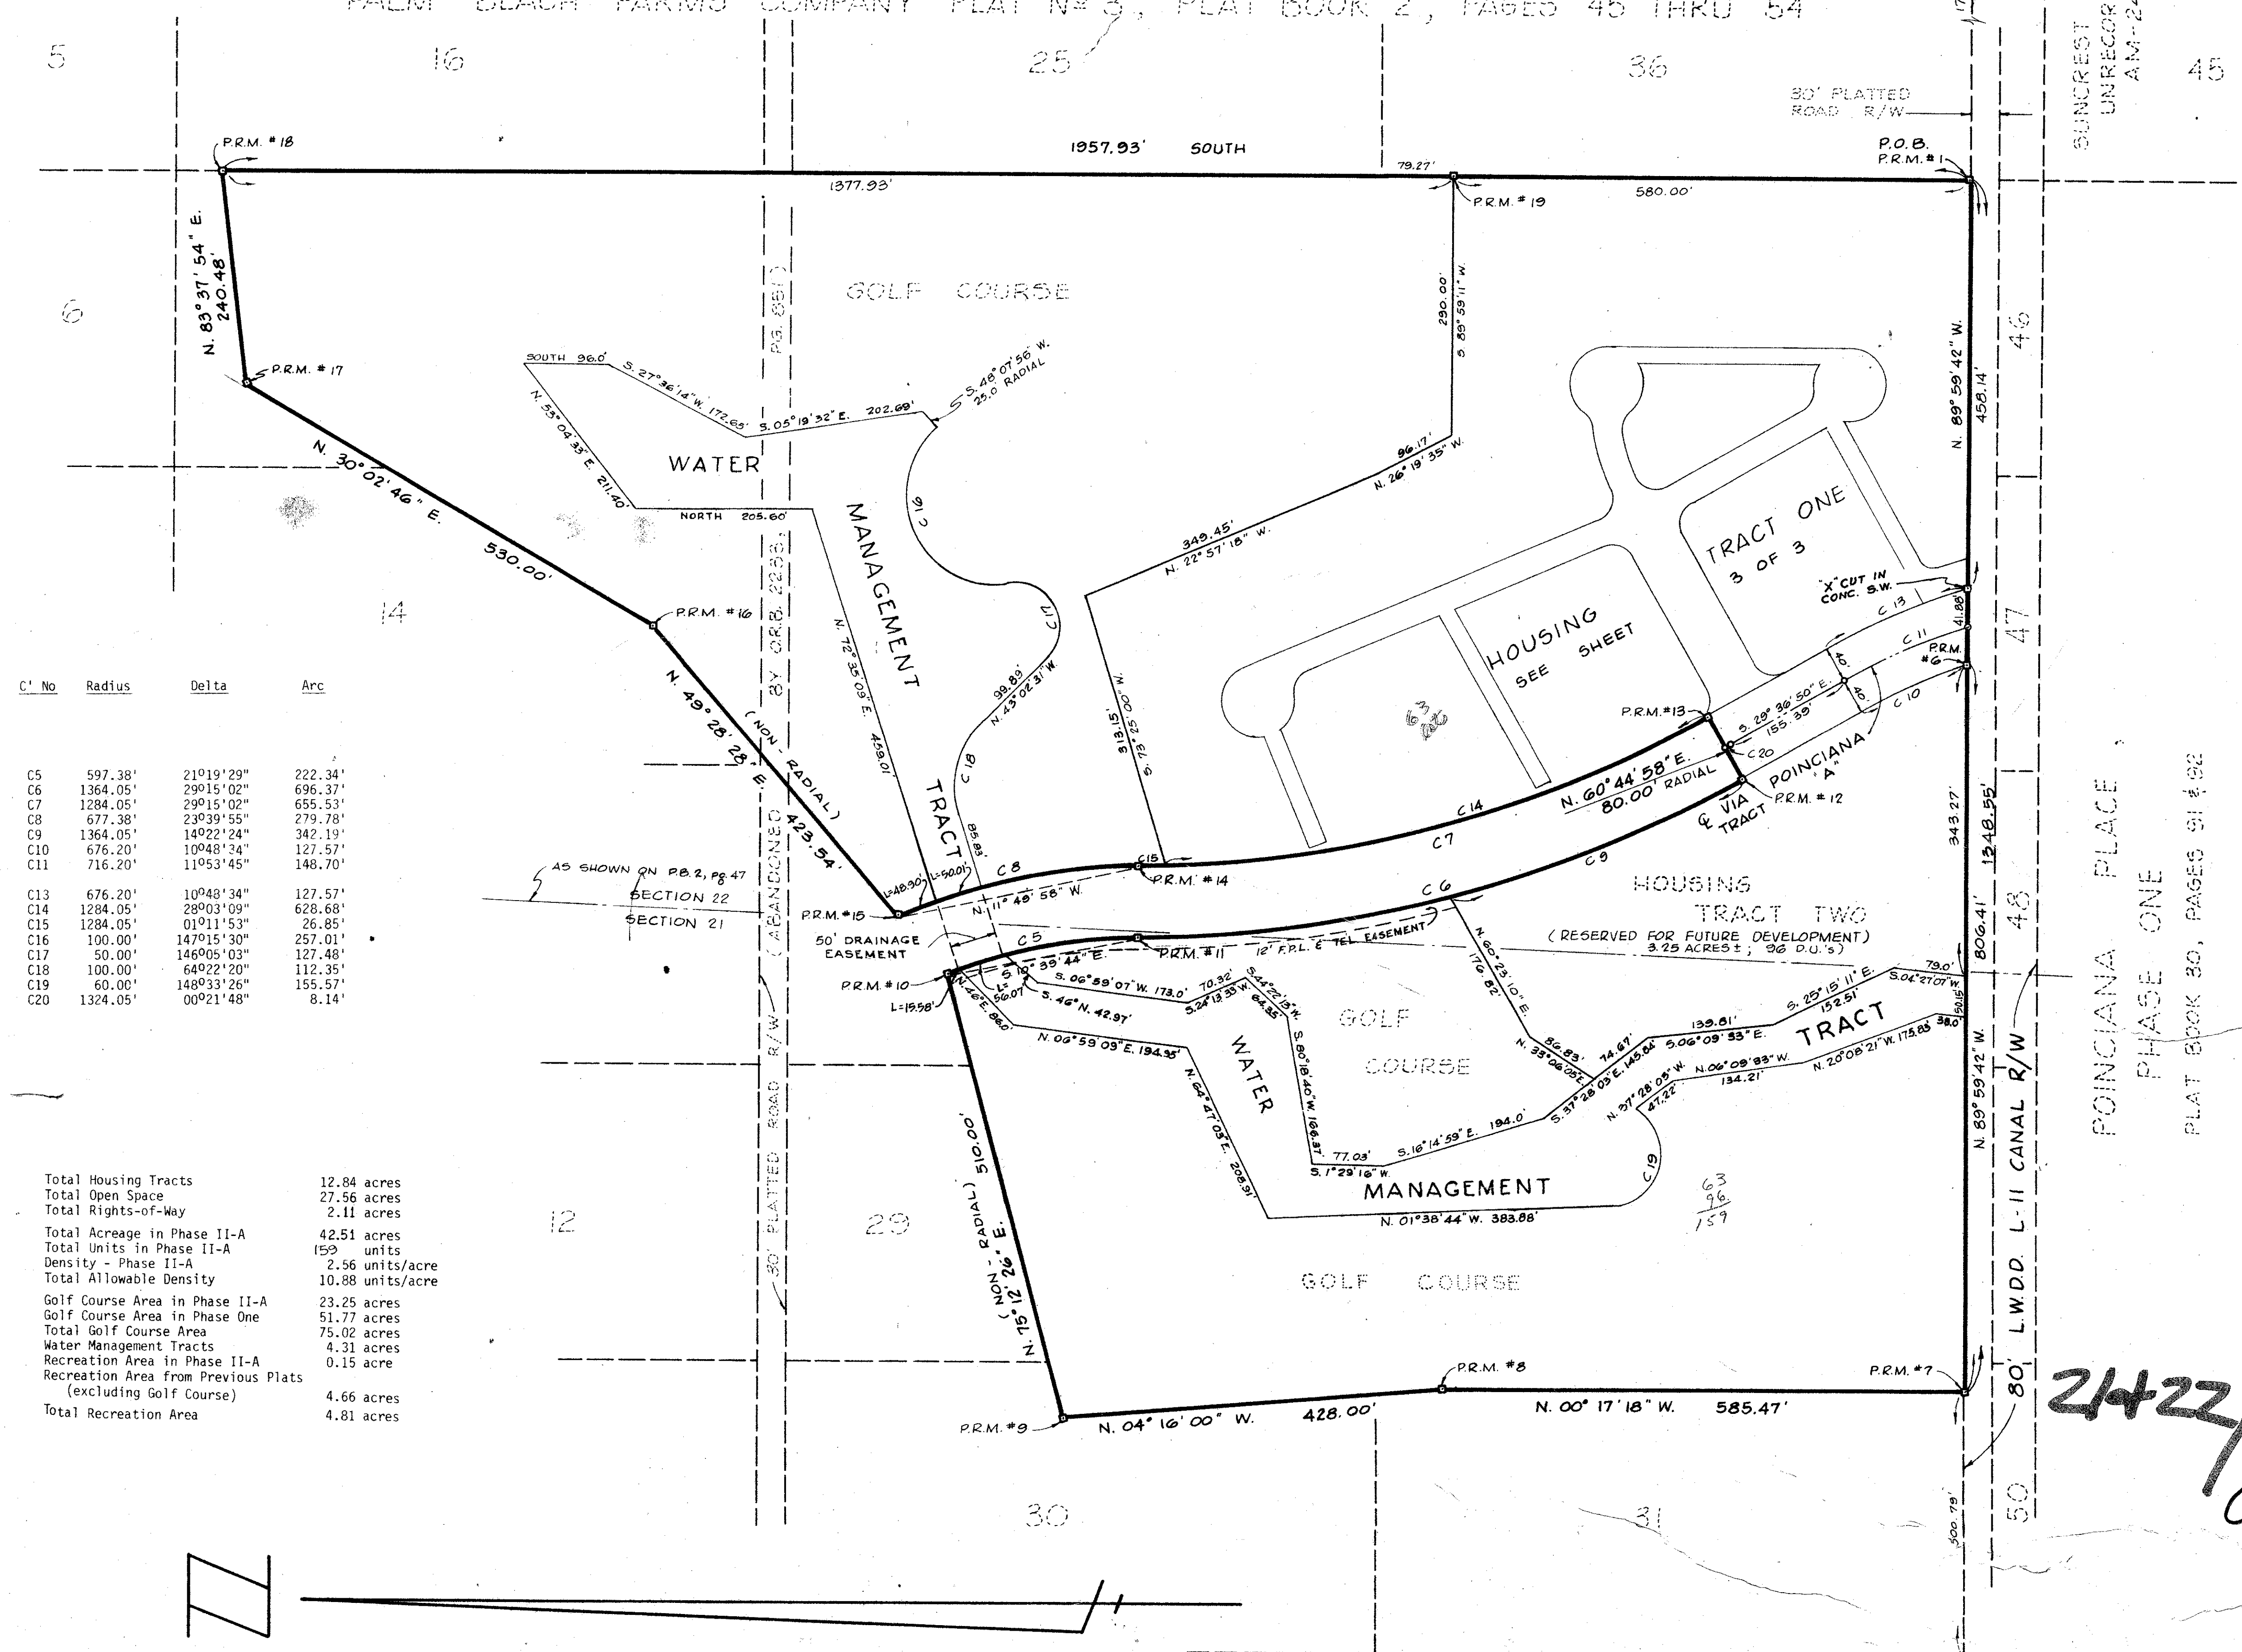 PALM BEACH FARMS COMPANY PLAT Nº 3, PLAT BOOK 2, PAGES 45 THRU 54
5
16
25
36
45
SUNCREST
30' PLATTED
ROAD R/W
P.R.M. #18
1957.93' SOUTH
79.27'
P.O.B.
P.R.M. #1
1377.93'
580.00'
P.R.M. #19
N. 83° 37' 54" E.
240.48'
6
P.R.M. #17
GOLF COURSE
290.00'
S. 89° 59' 11" W.
N. 89° 59' 42" W.
458.14'
46
SOUTH 96.0'
S. 27° 36' 14" W. 172.65'
S. 05° 19' 32" E. 202.69'
S. 48° 07' 56" W.
25.0' RADIAL
N. 53° 04' 33" E. 211.40'
WATER
NORTH 205.60'
MANAGEMENT
TRACT
C 16
C 17
99.89'
N. 43° 02' 31" W.
C 18
85.83'
N. 72° 35' 09" E. 459.01'
N. 30° 02' 46" E.
530.00'
14
P.R.M. #16
N. 49° 28' 28" E. 423.54'
(NON - RADIAL)
96.17'
N. 26° 19' 35" W.
349.45'
N. 22° 57' 18" W.
S. 73° 25' 00" W.
313.15'
TRACT ONE
3 OF 3
HOUSING
SEE SHEET
63
"X" CUT IN
CONC. S.W.
C 13
41.88'
C 11
P.R.M.
#6
47
40'
40'
C 10
P.R.M. #13
S. 29° 36' 50" E.
155.39'
C 20
N. 60° 44' 58" E.
80.00' RADIAL
℄ VIA POINCIANA
TRACT "A"
P.R.M. #12
C 14
C 7
C 9
C' No Radius Delta Arc
C5 597.38' 21°19'29" 222.34'
C6 1364.05' 29°15'02" 696.37'
C7 1284.05' 29°15'02" 655.53'
C8 677.38' 23°39'55" 279.78'
C9 1364.05' 14°22'24" 342.19'
C10 676.20' 10°48'34" 127.57'
C11 716.20' 11°53'45" 148.70'
C13 676.20' 10°48'34" 127.57'
C14 1284.05' 28°03'09" 628.68'
C15 1284.05' 01°11'53" 26.85'
C16 100.00' 147°15'30" 257.01'
C17 50.00' 146°05'03" 127.48'
C18 100.00' 64°22'20" 112.35'
C19 60.00' 148°33'26" 155.57'
C20 1324.05' 00°21'48" 8.14'
AS SHOWN ON P.B. 2, Pg. 47
SECTION 22
SECTION 21
P.R.M. #15
L=48.90'
L=50.01'
C 8
C15
P.R.M. #14
N. 11° 49' 58" W.
50' DRAINAGE
EASEMENT
C 5
C 6
P.R.M. #11
12' F.P.L. & TEL. EASEMENT
P.R.M. #10
L=15.58'
S. 10° 39' 44" E.
L=
56.07'
N. 46° E. 86.0'
S. 46° N. 42.97'
S. 06° 59' 07" W. 173.0'
70.32'
S. 24° 13' 33" W.
S. 44° 22' 13" W.
64.35'
N. 06° 59' 09" E. 194.35'
N. 64° 47' 03" E. 208.91'
WATER
S. 80° 18' 40" W. 166.37'
77.03'
S. 1° 29' 16" W.
S. 16° 14' 59" E. 194.0'
GOLF
COURSE
N. 60° 23' 10" E.
176.82'
86.83'
N. 33° 06' 05" E.
74.67'
S. 37° 28' 03" E. 145.84'
139.81'
S. 06° 09' 33" E.
S. 25° 15' 11" E.
152.51'
79.0'
S. 04° 27' 07" W.
50.15'
38.0'
N. 20° 08' 21" W. 175.83'
N. 06° 09' 33" W.
134.21'
N. 37° 28' 05" W.
47.22'
TRACT
C 19
MANAGEMENT
N. 01° 38' 44" W. 383.88'
HOUSING
TRACT TWO
(RESERVED FOR FUTURE DEVELOPMENT)
3.25 ACRES ±; 96 D.U.'s)
343.27'
1348.55'
806.41'
48
N. 89° 59' 42" W.
L.W.D.D. L-11 CANAL R/W
80'
POINCIANA PLACE
PHASE ONE
PLAT BOOK 30, PAGES 91 & 92
63
96
159
GOLF COURSE
Total Housing Tracts 12.84 acres
Total Open Space 27.56 acres
Total Rights-of-Way 2.11 acres
Total Acreage in Phase II-A 42.51 acres
Total Units in Phase II-A 159 units
Density - Phase II-A 2.56 units/acre
Total Allowable Density 10.88 units/acre
Golf Course Area in Phase II-A 23.25 acres
Golf Course Area in Phase One 51.77 acres
Total Golf Course Area 75.02 acres
Water Management Tracts 4.31 acres
Recreation Area in Phase II-A 0.15 acre
Recreation Area from Previous Plats
(excluding Golf Course) 4.66 acres
Total Recreation Area 4.81 acres
12
29
30' PLATTED ROAD R/W (ABANDONED BY O.R.B. 2258, PG. 851)
N. 75° 12' 26" E.
(NON - RADIAL) 510.00'
P.R.M. #8
P.R.M. #7
P.R.M. #9
N. 04° 16' 00" W. 428.00'
N. 00° 17' 18" W. 585.47'
30
31
50
500.79'
N